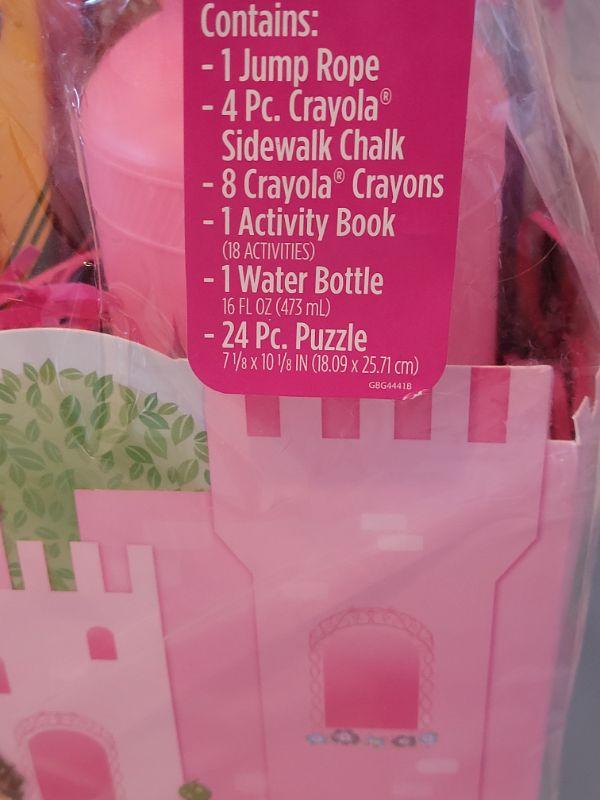 Contains:
- 1 Jump Rope
- 4 Pc. Crayola®
Sidewalk Chalk
- 8 Crayola® Crayons
- 1 Activity Book
(18 ACTIVITIES)
- 1 Water Bottle
16 FL OZ (473 mL)
- 24 Pc. Puzzle
7 1/8 x 10 1/8 IN (18.09 x 25.71 cm)
GBG4441B